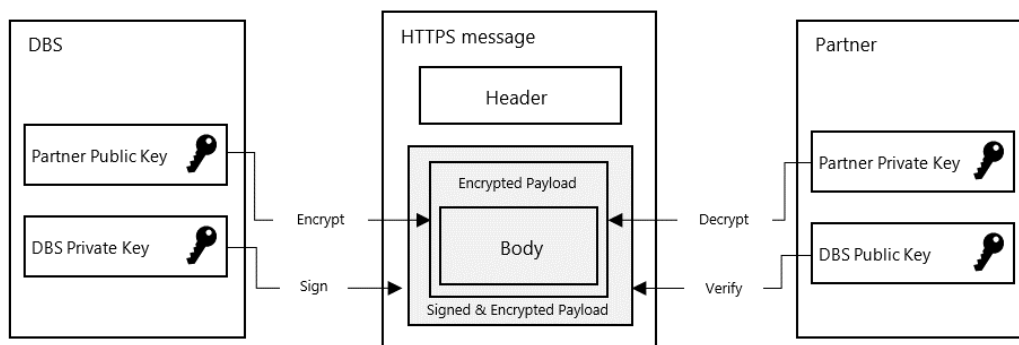 DBS
Partner Public Key
DBS Private Key
Encrypt
Sign
HTTPS message
Header
Encrypted Payload
Body
Signed & Encrypted Payload
Decrypt
Verify
Partner
Partner Private Key
DBS Public Key